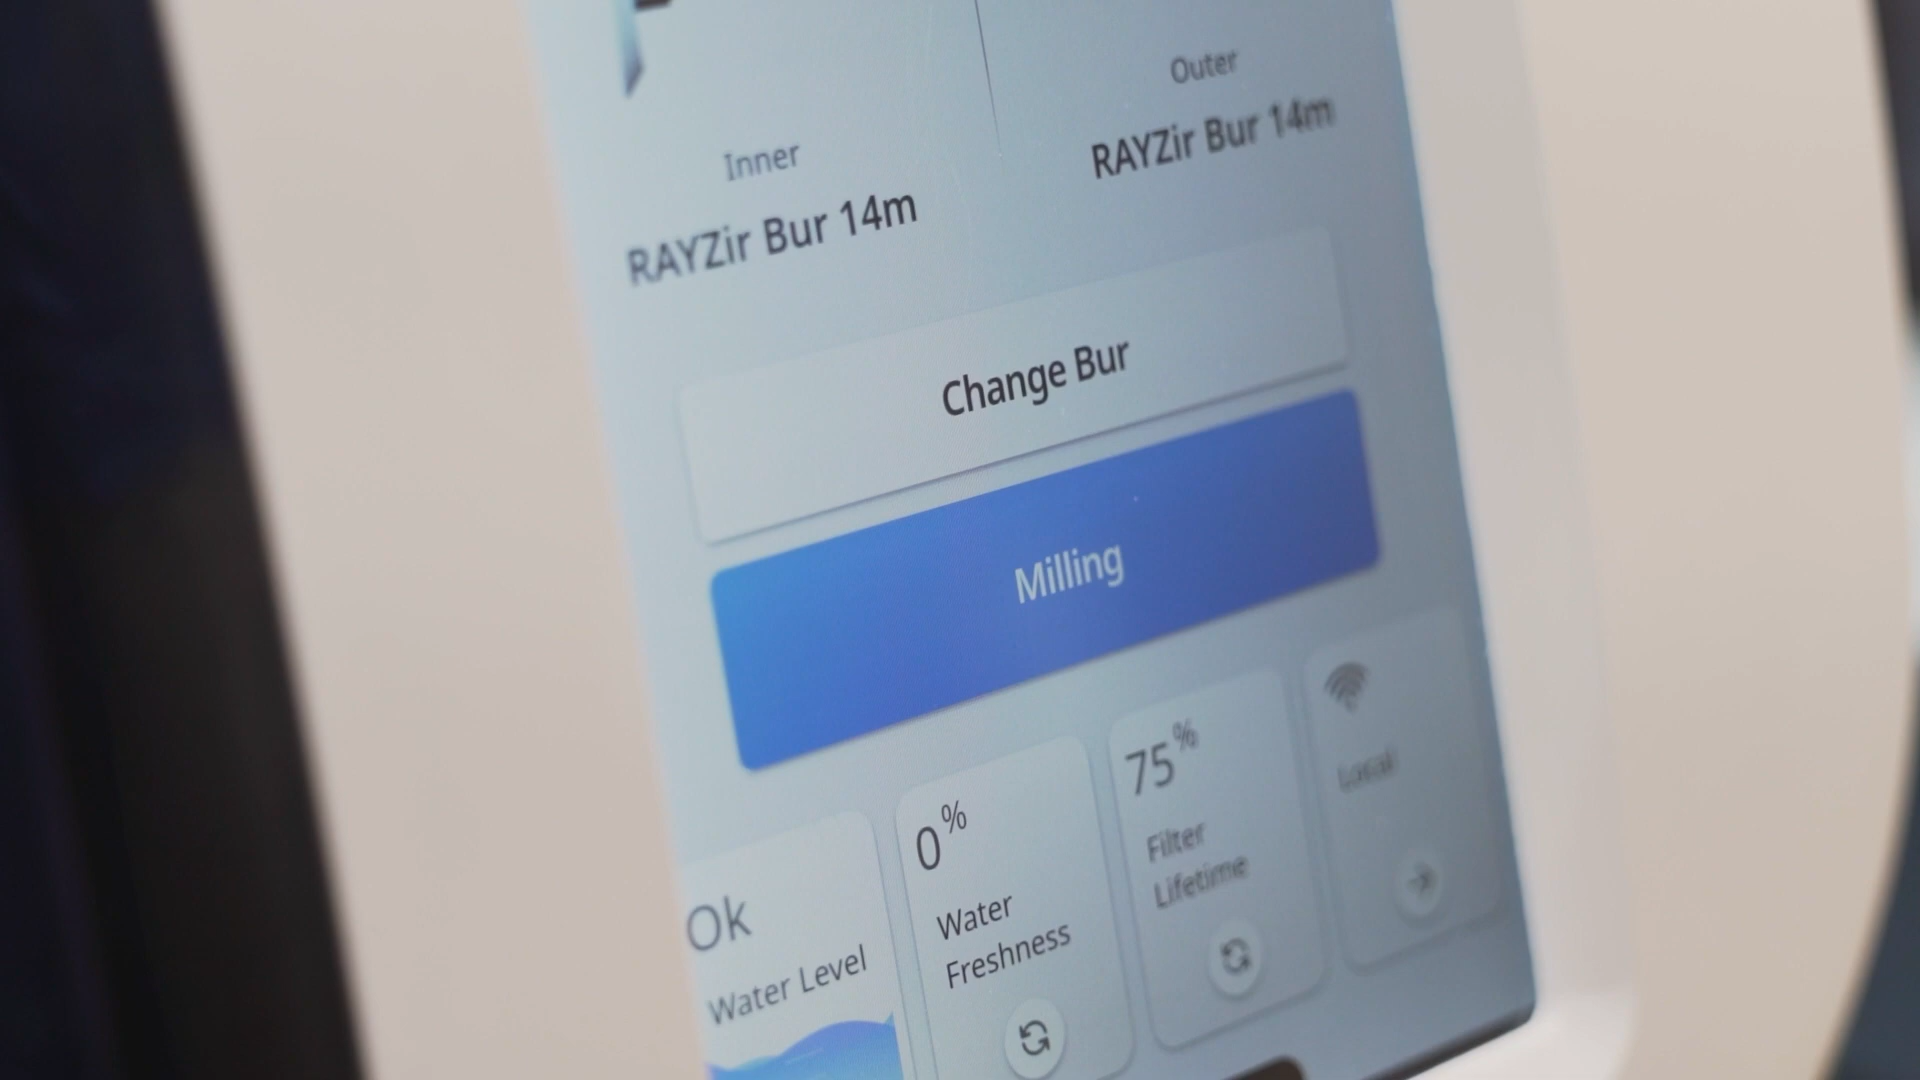 Inner
RAYZir Bur 14m
Outer
RAYZir Bur 14m
Change Bur
Milling
Ok
Water Level
0%
Water
Freshness
75%
Filter
Lifetime
Local